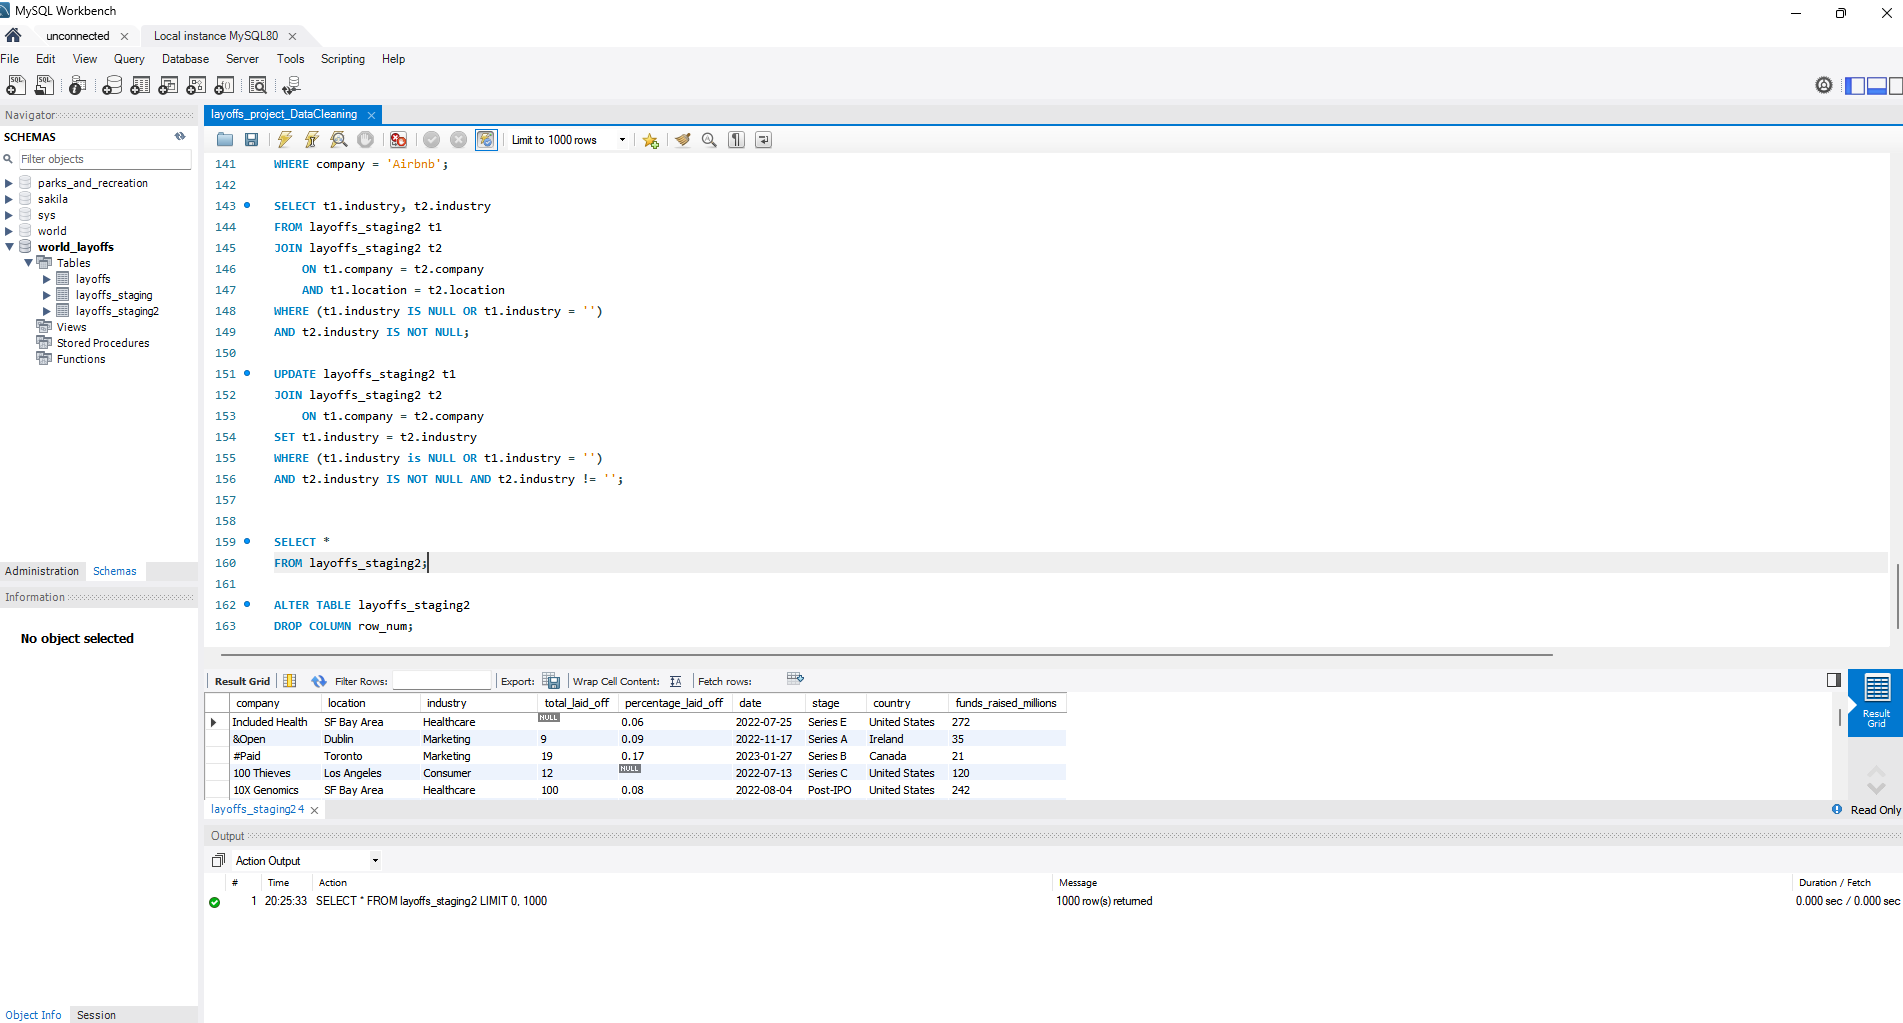 MySQL Workbench
unconnected
Local instance MySQL80
File Edit View Query Database Server Tools Scripting Help
Navigator
SCHEMAS
Filter objects
parks_and_recreation
sakila
sys
world
world_layoffs
Tables
layoffs
layoffs_staging
layoffs_staging2
Views
Stored Procedures
Functions
Administration Schemas
Information
No object selected
Object Info Session
layoffs_project_DataCleaning
Limit to 1000 rows
141 WHERE company = 'Airbnb';
142
143 SELECT t1.industry, t2.industry
144 FROM layoffs_staging2 t1
145 JOIN layoffs_staging2 t2
146 ON t1.company = t2.company
147 AND t1.location = t2.location
148 WHERE (t1.industry IS NULL OR t1.industry = '')
149 AND t2.industry IS NOT NULL;
150
151 UPDATE layoffs_staging2 t1
152 JOIN layoffs_staging2 t2
153 ON t1.company = t2.company
154 SET t1.industry = t2.industry
155 WHERE (t1.industry is NULL OR t1.industry = '')
156 AND t2.industry IS NOT NULL AND t2.industry != '';
157
158
159 SELECT *
160 FROM layoffs_staging2;
161
162 ALTER TABLE layoffs_staging2
163 DROP COLUMN row_num;
Result Grid Filter Rows: Export: Wrap Cell Content: Fetch rows:
company location industry total_laid_off percentage_laid_off date stage country funds_raised_millions
Included Health SF Bay Area Healthcare NULL 0.06 2022-07-25 Series E United States 272
&Open Dublin Marketing 9 0.09 2022-11-17 Series A Ireland 35
#Paid Toronto Marketing 19 0.17 2023-01-27 Series B Canada 21
100 Thieves Los Angeles Consumer 12 NULL 2022-07-13 Series C United States 120
10X Genomics SF Bay Area Healthcare 100 0.08 2022-08-04 Post-IPO United States 242
Result
Grid
layoffs_staging2 4
Read Only
Output
Action Output
# Time Action Message Duration / Fetch
1 20:25:33 SELECT * FROM layoffs_staging2 LIMIT 0, 1000 1000 row(s) returned 0.000 sec / 0.000 sec